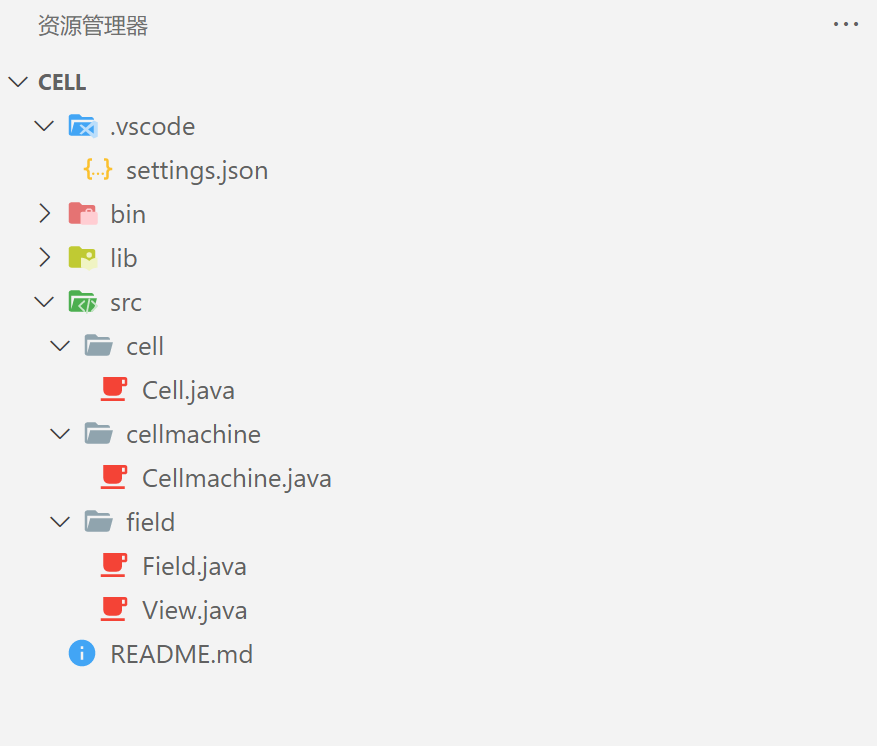 资源管理器
CELL
.vscode
settings.json
bin
lib
src
cell
Cell.java
cellmachine
Cellmachine.java
field
Field.java
View.java
README.md